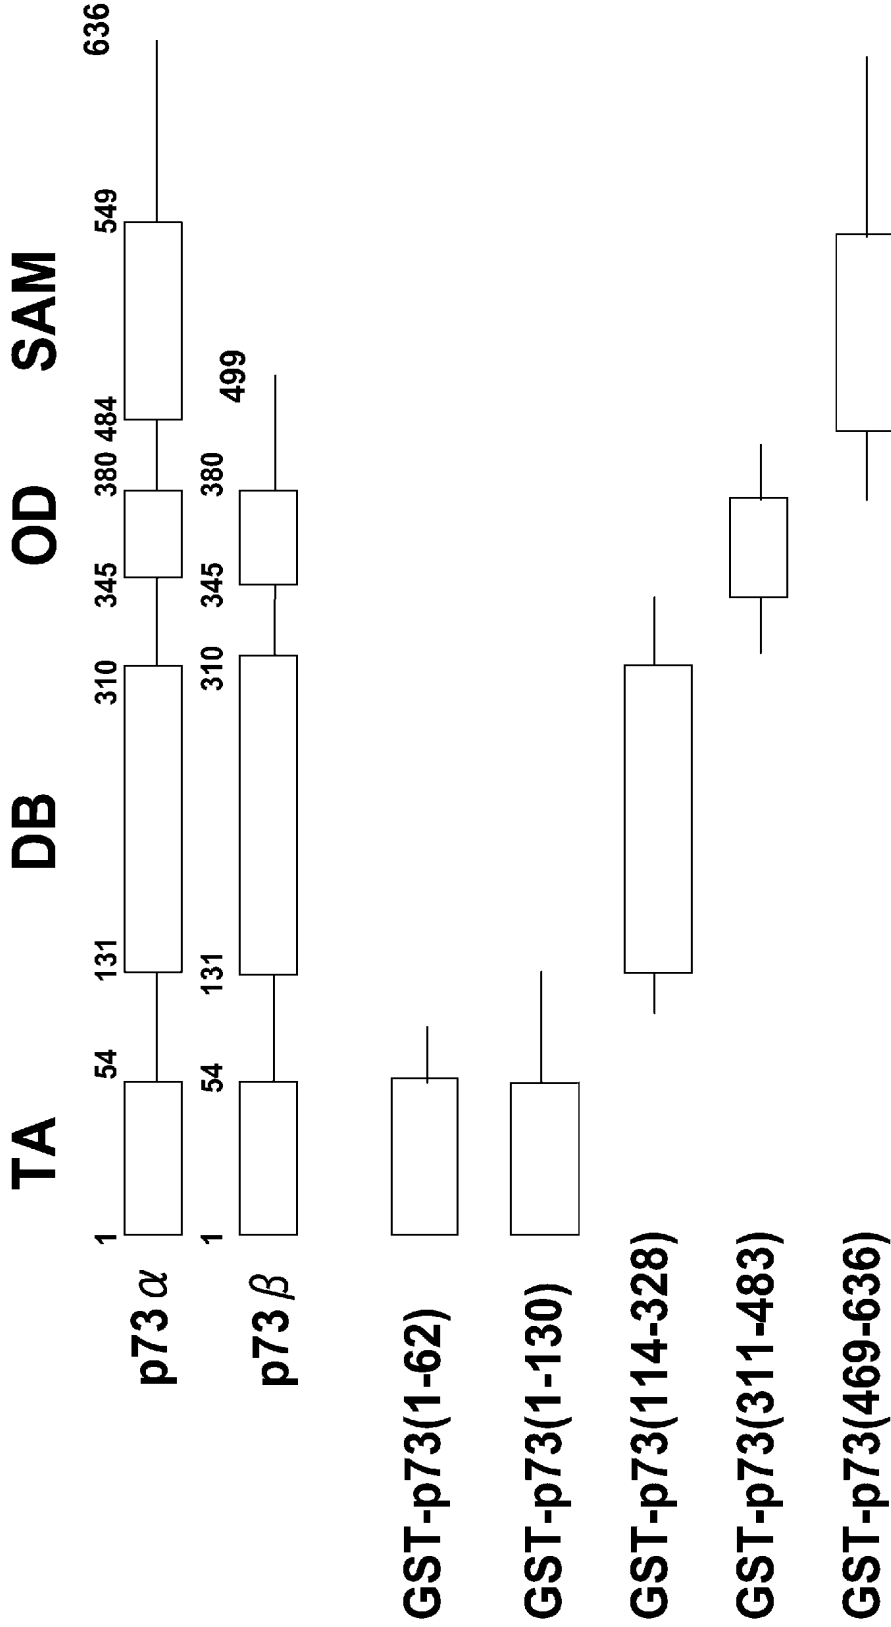 TA DB OD SAM
1 54 131 310 345 380 484 549 636
p73 α
1 54 131 310 345 380 499
p73 β
GST-p73(1-62)
GST-p73(1-130)
GST-p73(114-328)
GST-p73(311-483)
GST-p73(469-636)